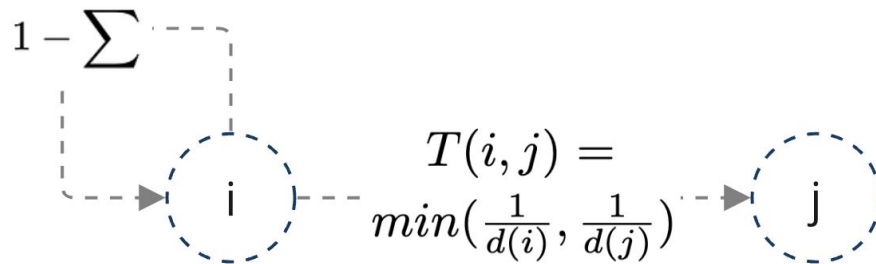 1 − ∑
T(i, j) =
i
min(1/d(i), 1/d(j))
j